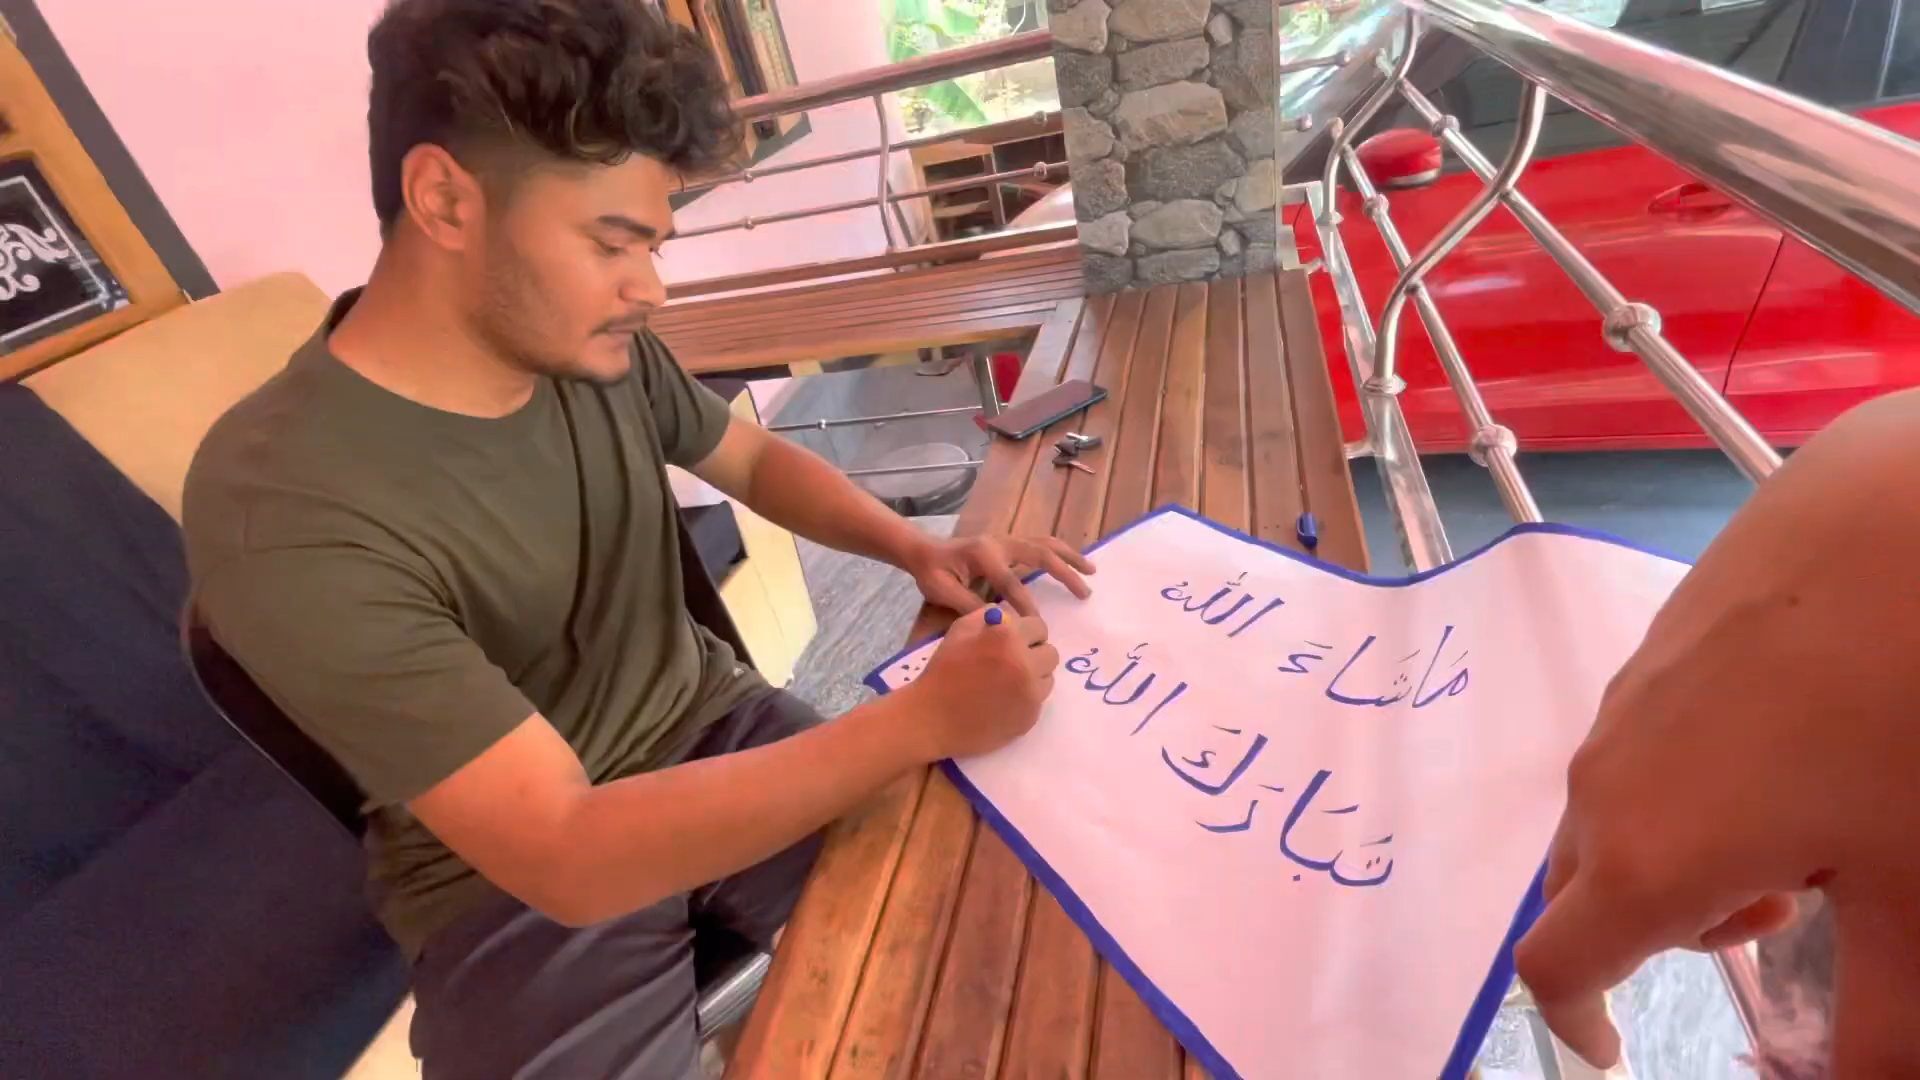 مَاشَاءَ اللّٰهُ
تَبَارَكَ اللّٰهُ